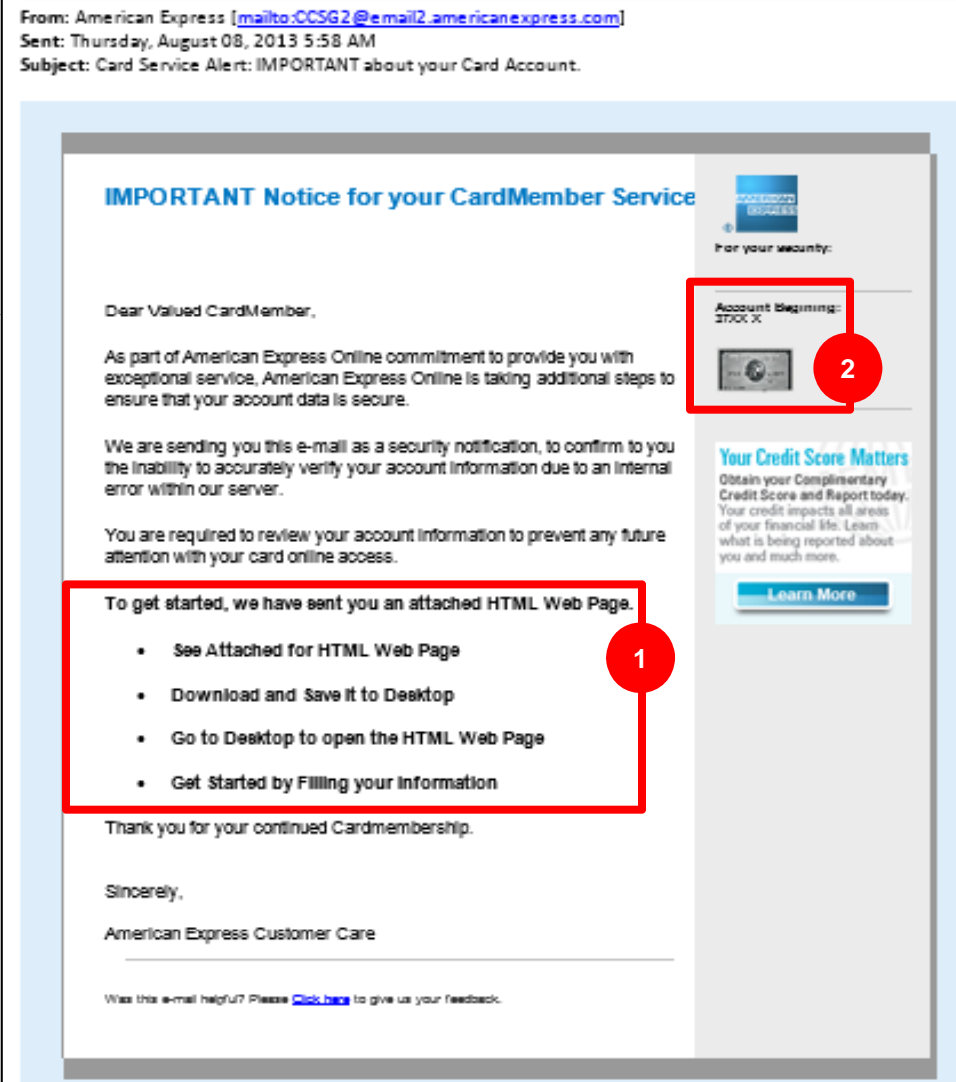 From: American Express [mailto:CCSG2@email2.americanexpress.com]
Sent: Thursday, August 08, 2013 5:58 AM
Subject: Card Service Alert: IMPORTANT about your Card Account.
IMPORTANT Notice for your CardMember Service
AMERICAN
EXPRESS
®
For your security:
Account Begining:
37XX X
2
Dear Valued CardMember,
As part of American Express Online commitment to provide you with
exceptional service, American Express Online is taking additional steps to
ensure that your account data is secure.
We are sending you this e-mail as a security notification, to confirm to you
the inability to accurately verify your account information due to an internal
error within our server.
You are required to review your account information to prevent any future
attention with your card online access.
To get started, we have sent you an attached HTML Web Page.
• See Attached for HTML Web Page
• Download and Save it to Desktop
• Go to Desktop to open the HTML Web Page
• Get Started by Filling your Information
1
Thank you for your continued Cardmembership.
Sincerely,
American Express Customer Care
Was this e-mail helpful? Please Click here to give us your feedback.
Your Credit Score Matters
Obtain your Complimentary
Credit Score and Report today.
Your credit impacts all areas
of your financial life. Learn
what is being reported about
you and much more.
Learn More